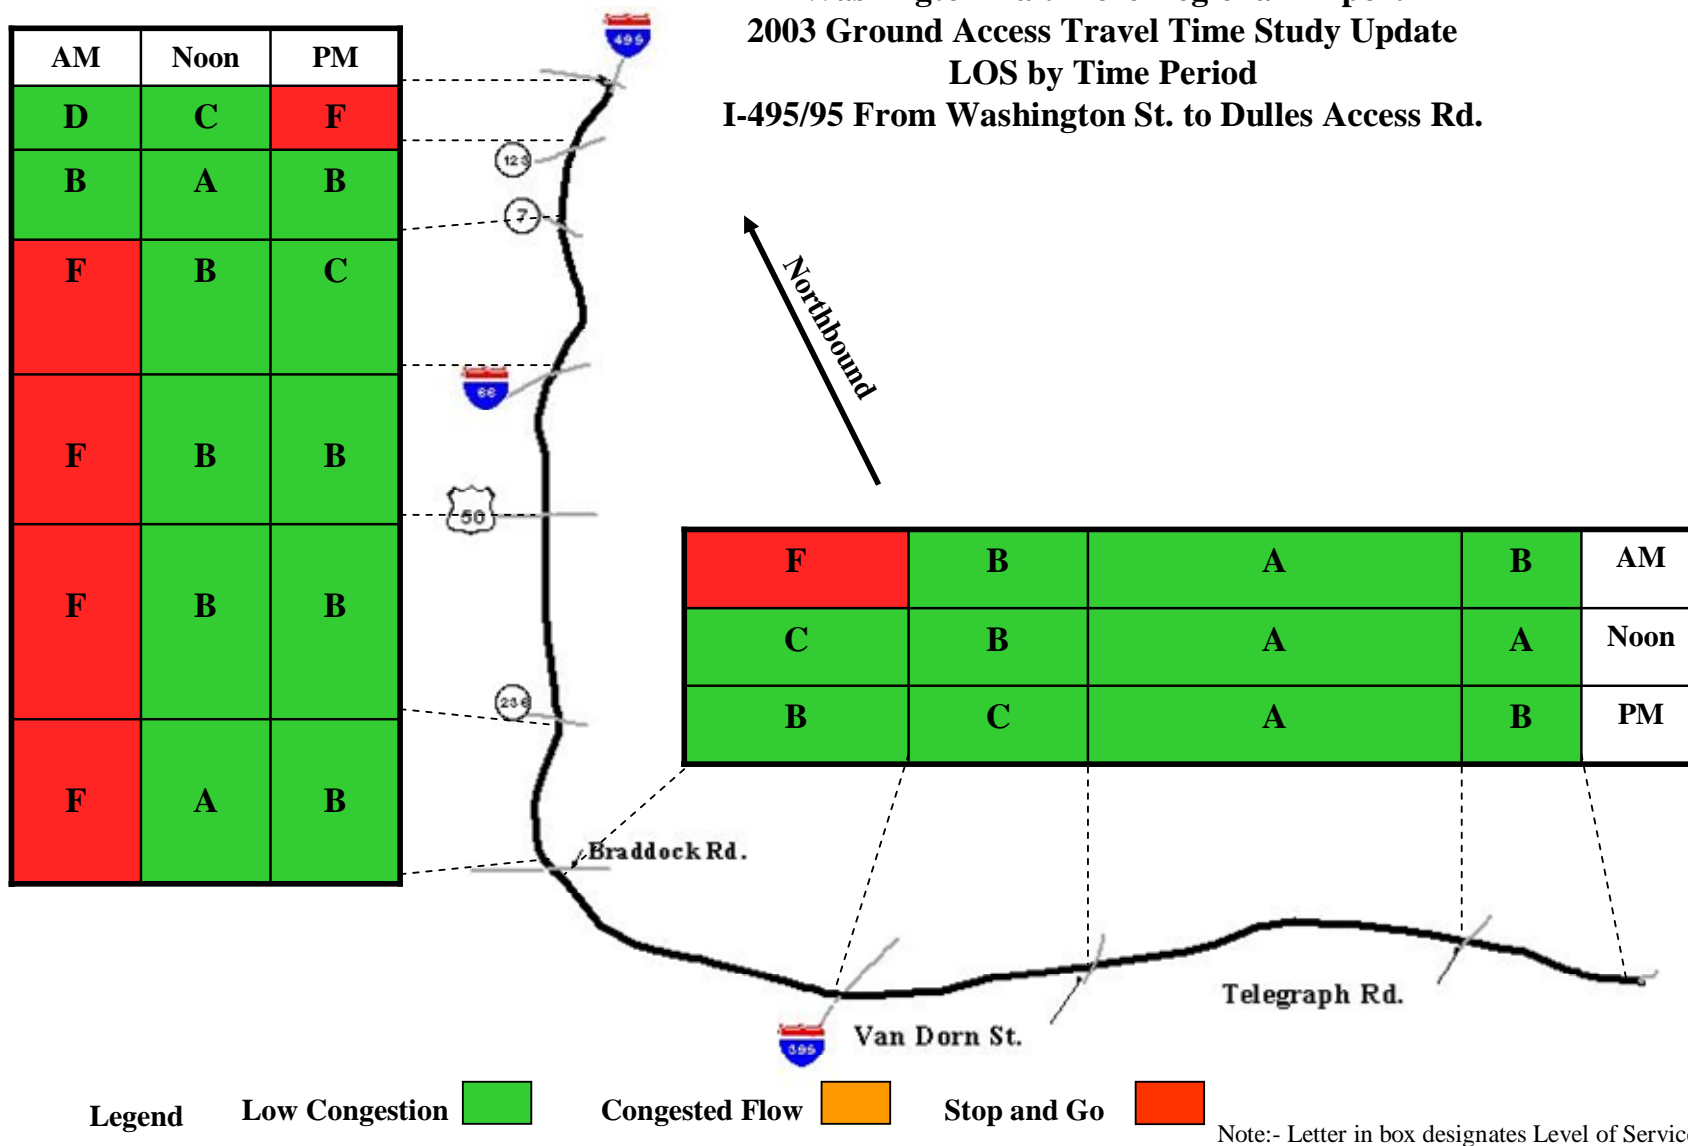 2003 Ground Access Travel Time Study Update
LOS by Time Period
I-495/95 From Washington St. to Dulles Access Rd.
AM Noon PM
D C F
B A B
F B C
F B B
F B B
F A B
495
123
7
66
50
236
Northbound
F B A B AM
C B A A Noon
B C A B PM
Braddock Rd.
Telegraph Rd.
Van Dorn St.
395
Legend Low Congestion Congested Flow Stop and Go
Note:- Letter in box designates Level of Service